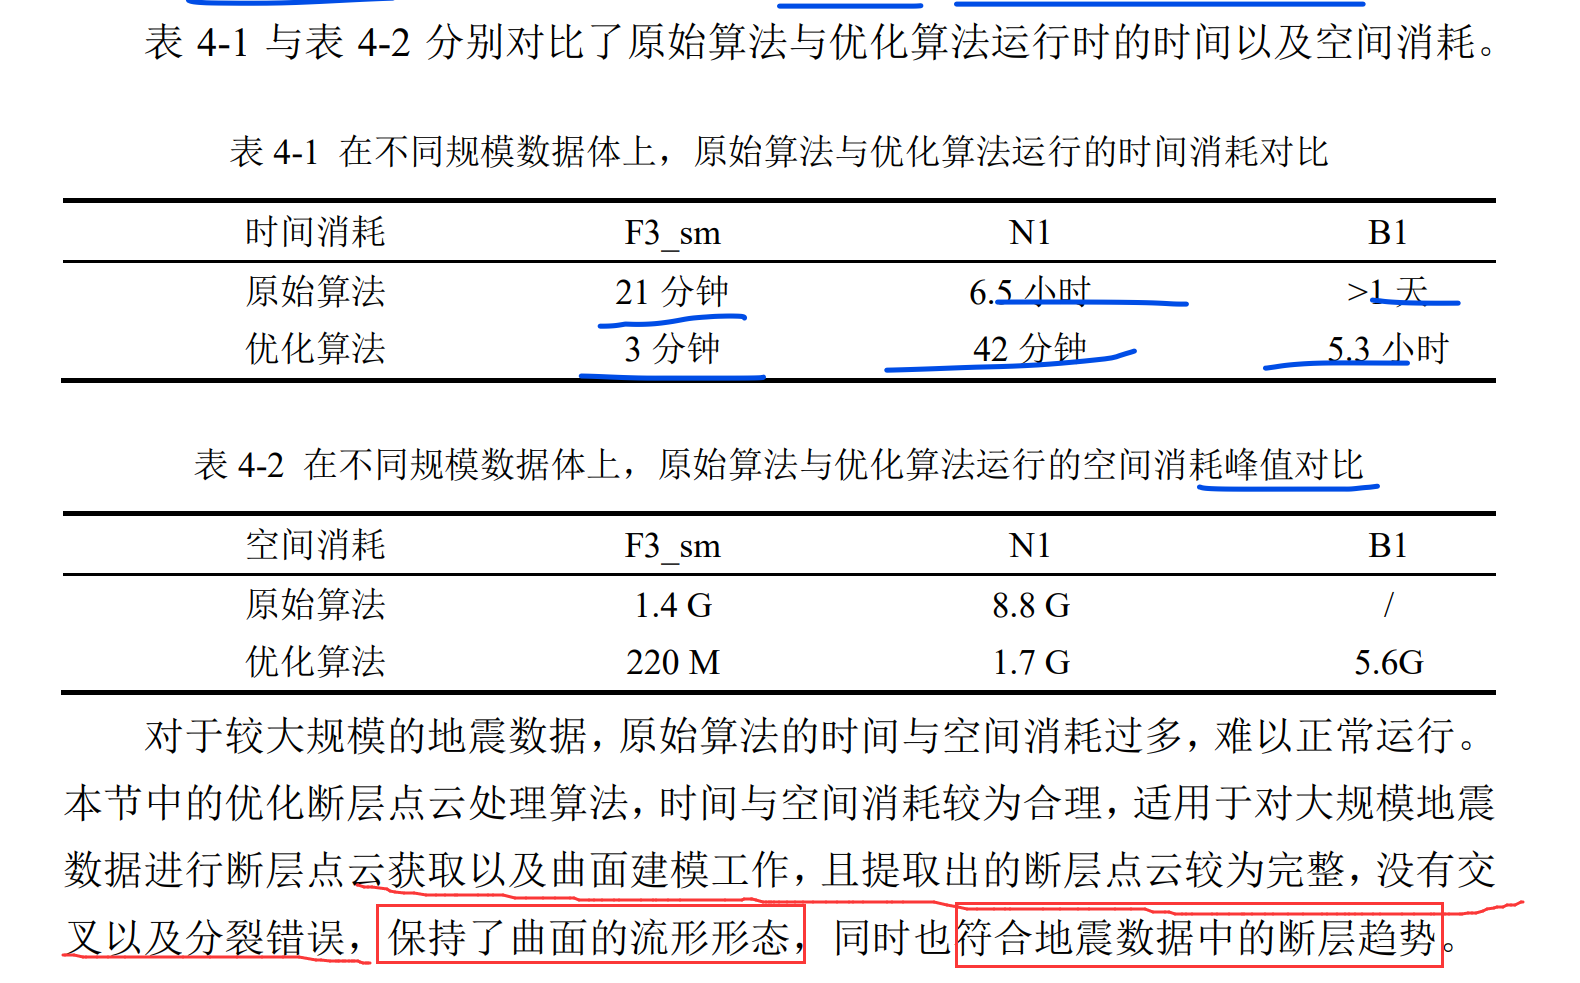 表 4-1 与表 4-2 分别对比了原始算法与优化算法运行时的时间以及空间消耗。
表 4-1 在不同规模数据体上，原始算法与优化算法运行的时间消耗对比
时间消耗 F3_sm N1 B1
原始算法 21 分钟 6.5 小时 >1 天
优化算法 3 分钟 42 分钟 5.3 小时
表 4-2 在不同规模数据体上，原始算法与优化算法运行的空间消耗峰值对比
空间消耗 F3_sm N1 B1
原始算法 1.4 G 8.8 G /
优化算法 220 M 1.7 G 5.6G
对于较大规模的地震数据，原始算法的时间与空间消耗过多，难以正常运行。
本节中的优化断层点云处理算法，时间与空间消耗较为合理，适用于对大规模地震
数据进行断层点云获取以及曲面建模工作，且提取出的断层点云较为完整，没有交
叉以及分裂错误，保持了曲面的流形形态，同时也符合地震数据中的断层趋势。